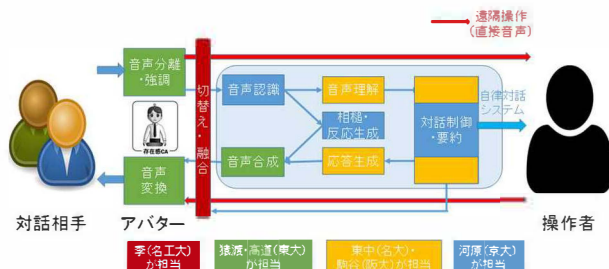 遠隔操作
(直接音声)
音声分離
・強調
切替え・融合
音声認識
音声理解
相槌・
反応生成
対話制御
・要約
自律対話
システム
存在感CA
音声合成
応答生成
音声
変換
対話相手
アバター
操作者
李(名工大)
が担当
猿渡・高道(東大)
が担当
東中(名大)・
駒谷(阪大)が担当
河原(京大)
が担当